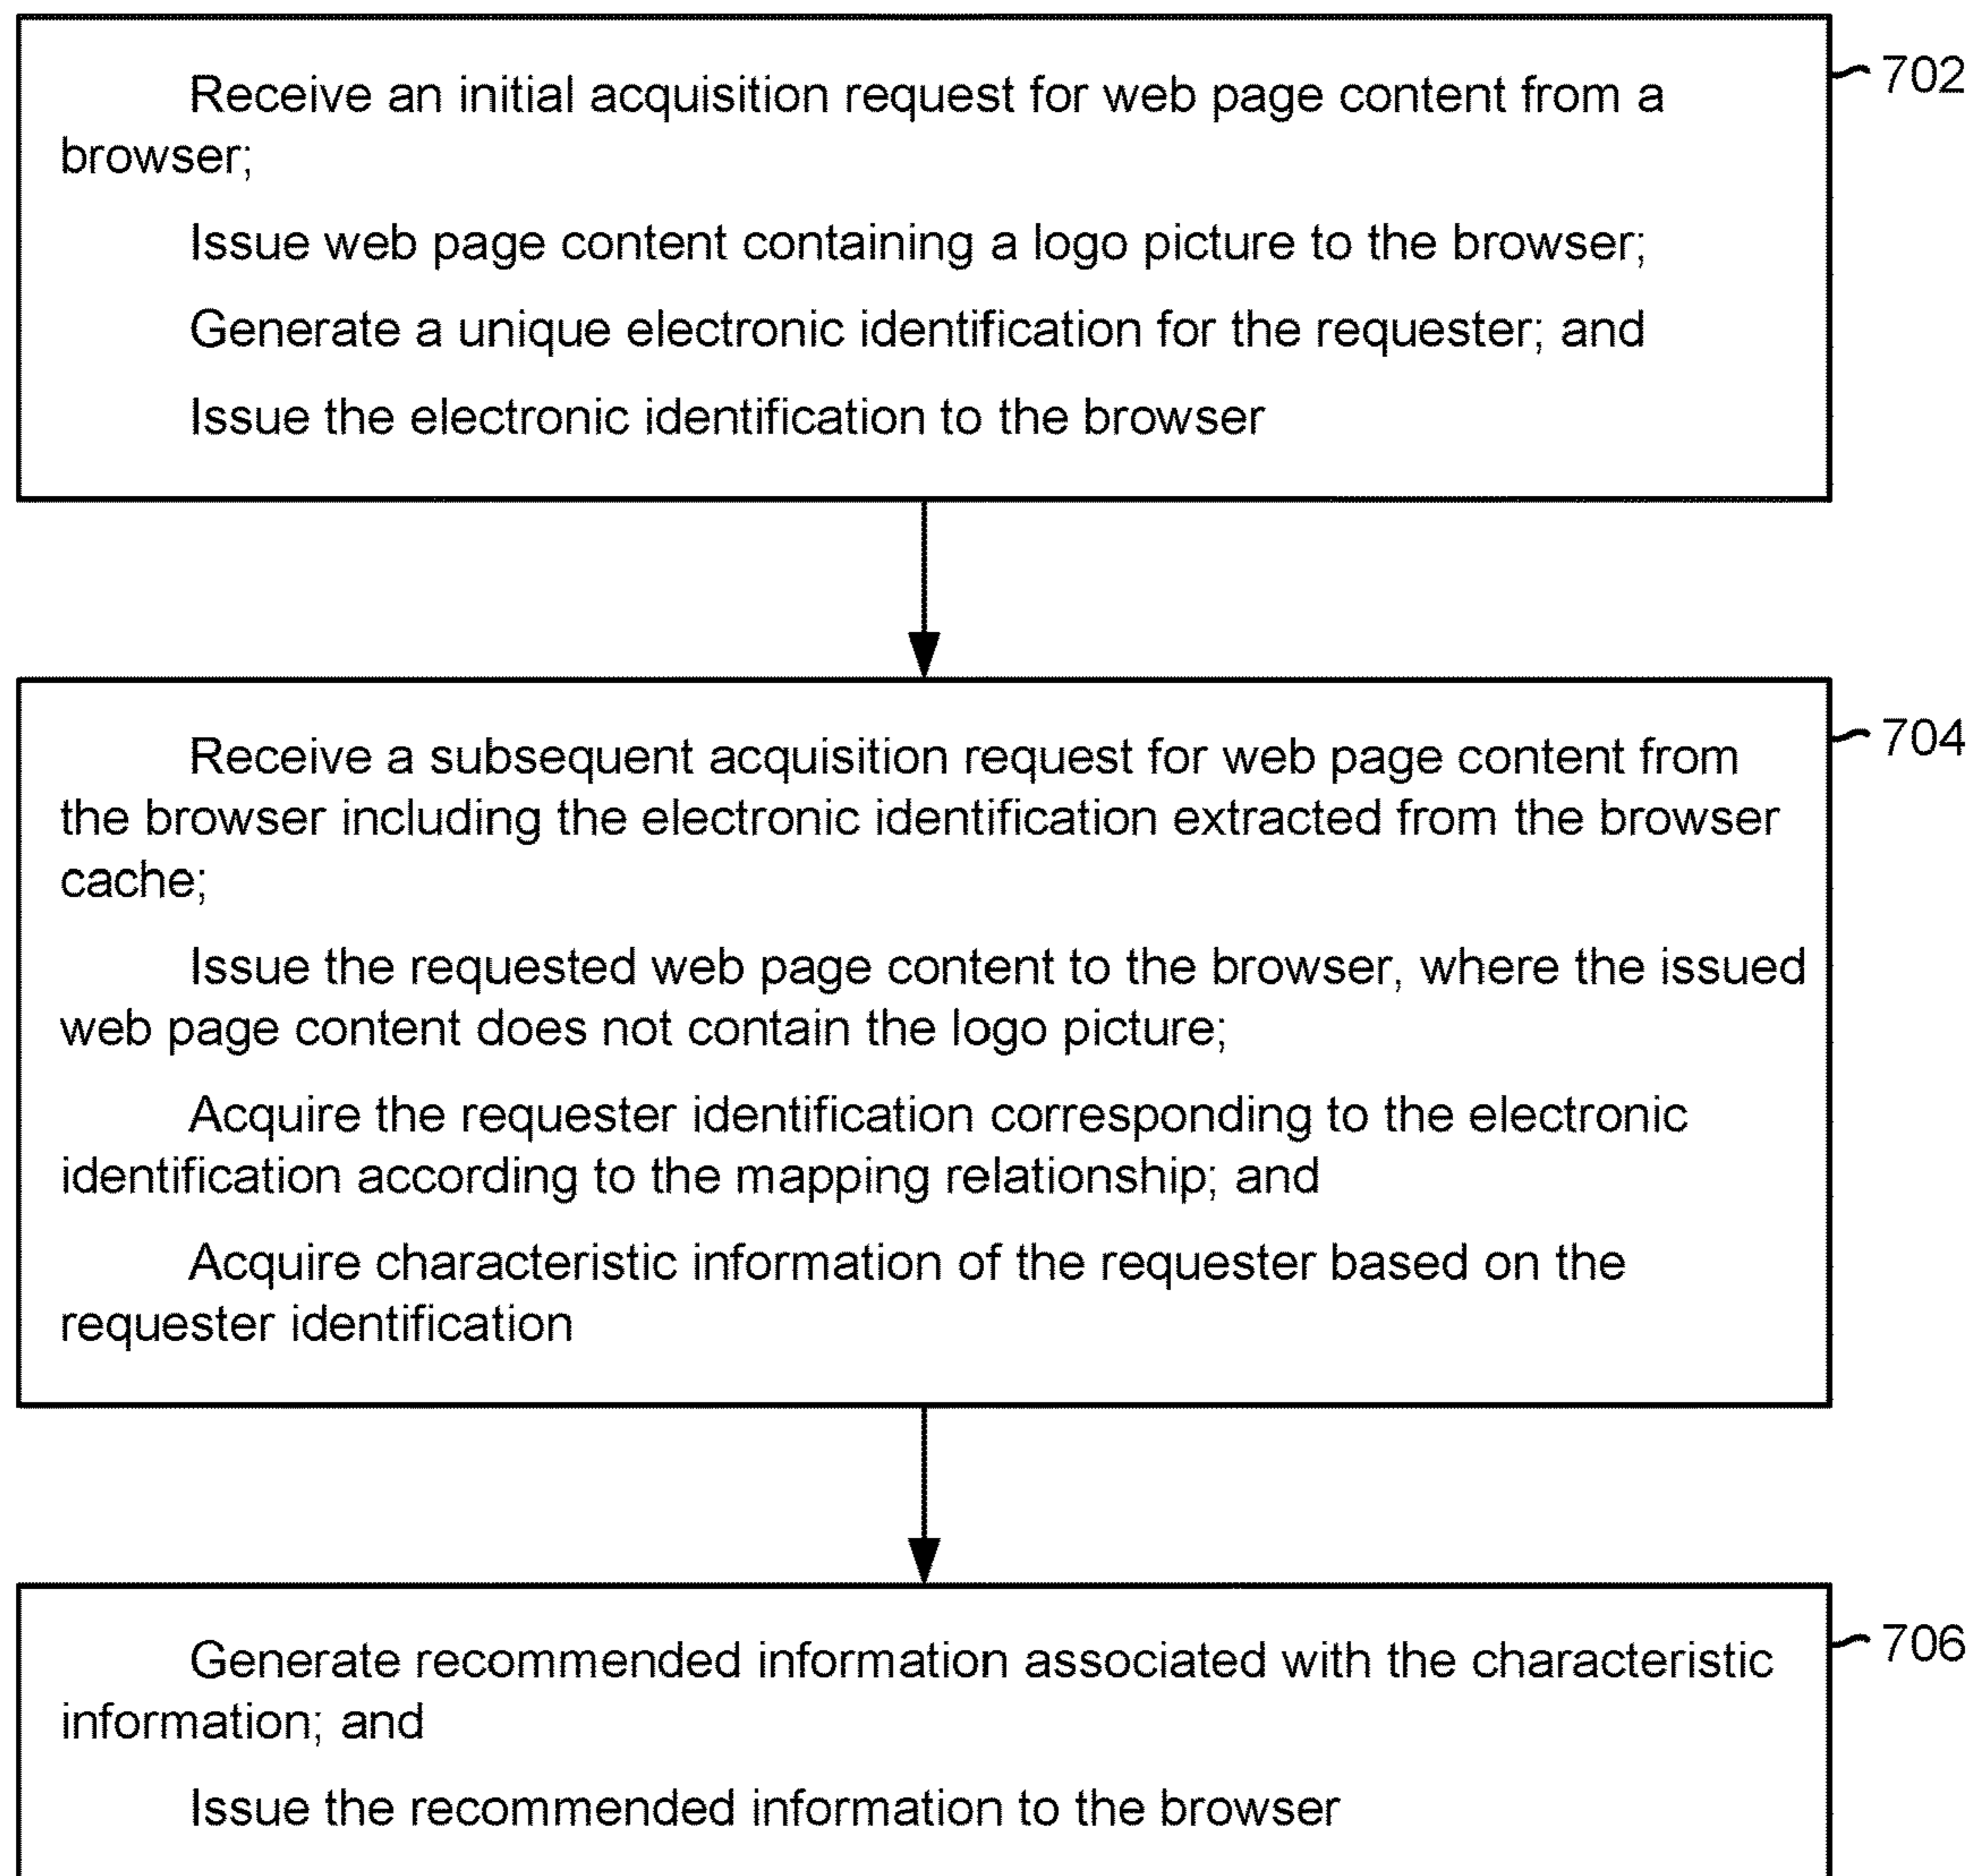 Receive an initial acquisition request for web page content from a
browser;
Issue web page content containing a logo picture to the browser;
Generate a unique electronic identification for the requester; and
Issue the electronic identification to the browser
702
Receive a subsequent acquisition request for web page content from
the browser including the electronic identification extracted from the browser
cache;
Issue the requested web page content to the browser, where the issued
web page content does not contain the logo picture;
Acquire the requester identification corresponding to the electronic
identification according to the mapping relationship; and
Acquire characteristic information of the requester based on the
requester identification
704
Generate recommended information associated with the characteristic
information; and
Issue the recommended information to the browser
706